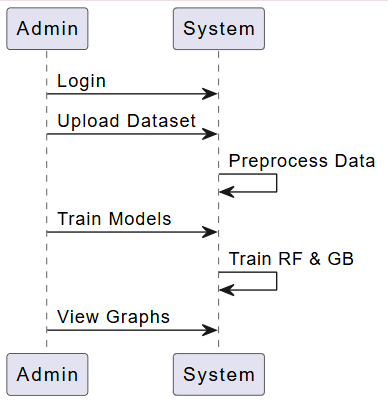 Admin System
Login
Upload Dataset
Preprocess Data
Train Models
Train RF & GB
View Graphs
Admin System